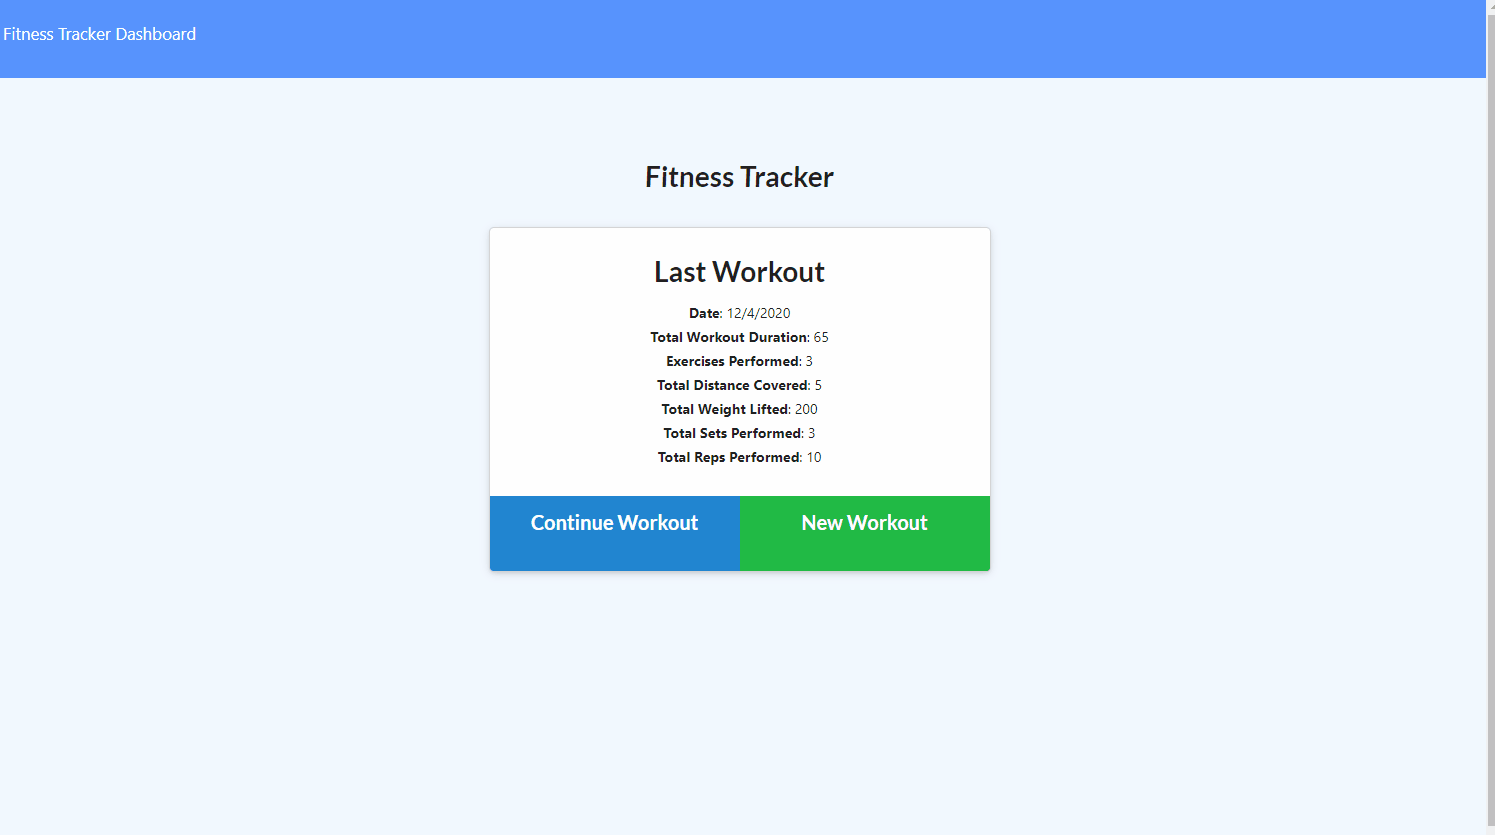 Fitness Tracker Dashboard
Fitness Tracker
Last Workout
Date: 12/4/2020
Total Workout Duration: 65
Exercises Performed: 3
Total Distance Covered: 5
Total Weight Lifted: 200
Total Sets Performed: 3
Total Reps Performed: 10
Continue Workout New Workout